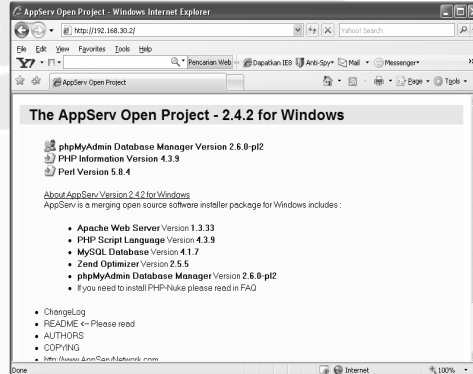 AppServ Open Project - Windows Internet Explorer
http://192.168.30.2/
Yahoo! Search
File Edit View Favorites Tools Help
Y7 Pencarian Web Dapatkan IE8 Anti-Spy Mail Messenger
AppServ Open Project
Page Tools
The AppServ Open Project - 2.4.2 for Windows
phpMyAdmin Database Manager Version 2.6.0-pl2
PHP Information Version 4.3.9
Perl Version 5.8.4
About AppServ Version 2.4.2 for Windows
AppServ is a merging open source software installer package for Windows includes :
Apache Web Server Version 1.3.33
PHP Script Language Version 4.3.9
MySQL Database Version 4.1.7
Zend Optimizer Version 2.5.5
phpMyAdmin Database Manager Version 2.6.0-pl2
If you need to install PHP-Nuke please read in FAQ
ChangeLog
README <-- Please read
AUTHORS
COPYING
http://www.AppServNetwork.com
Done Internet 100%